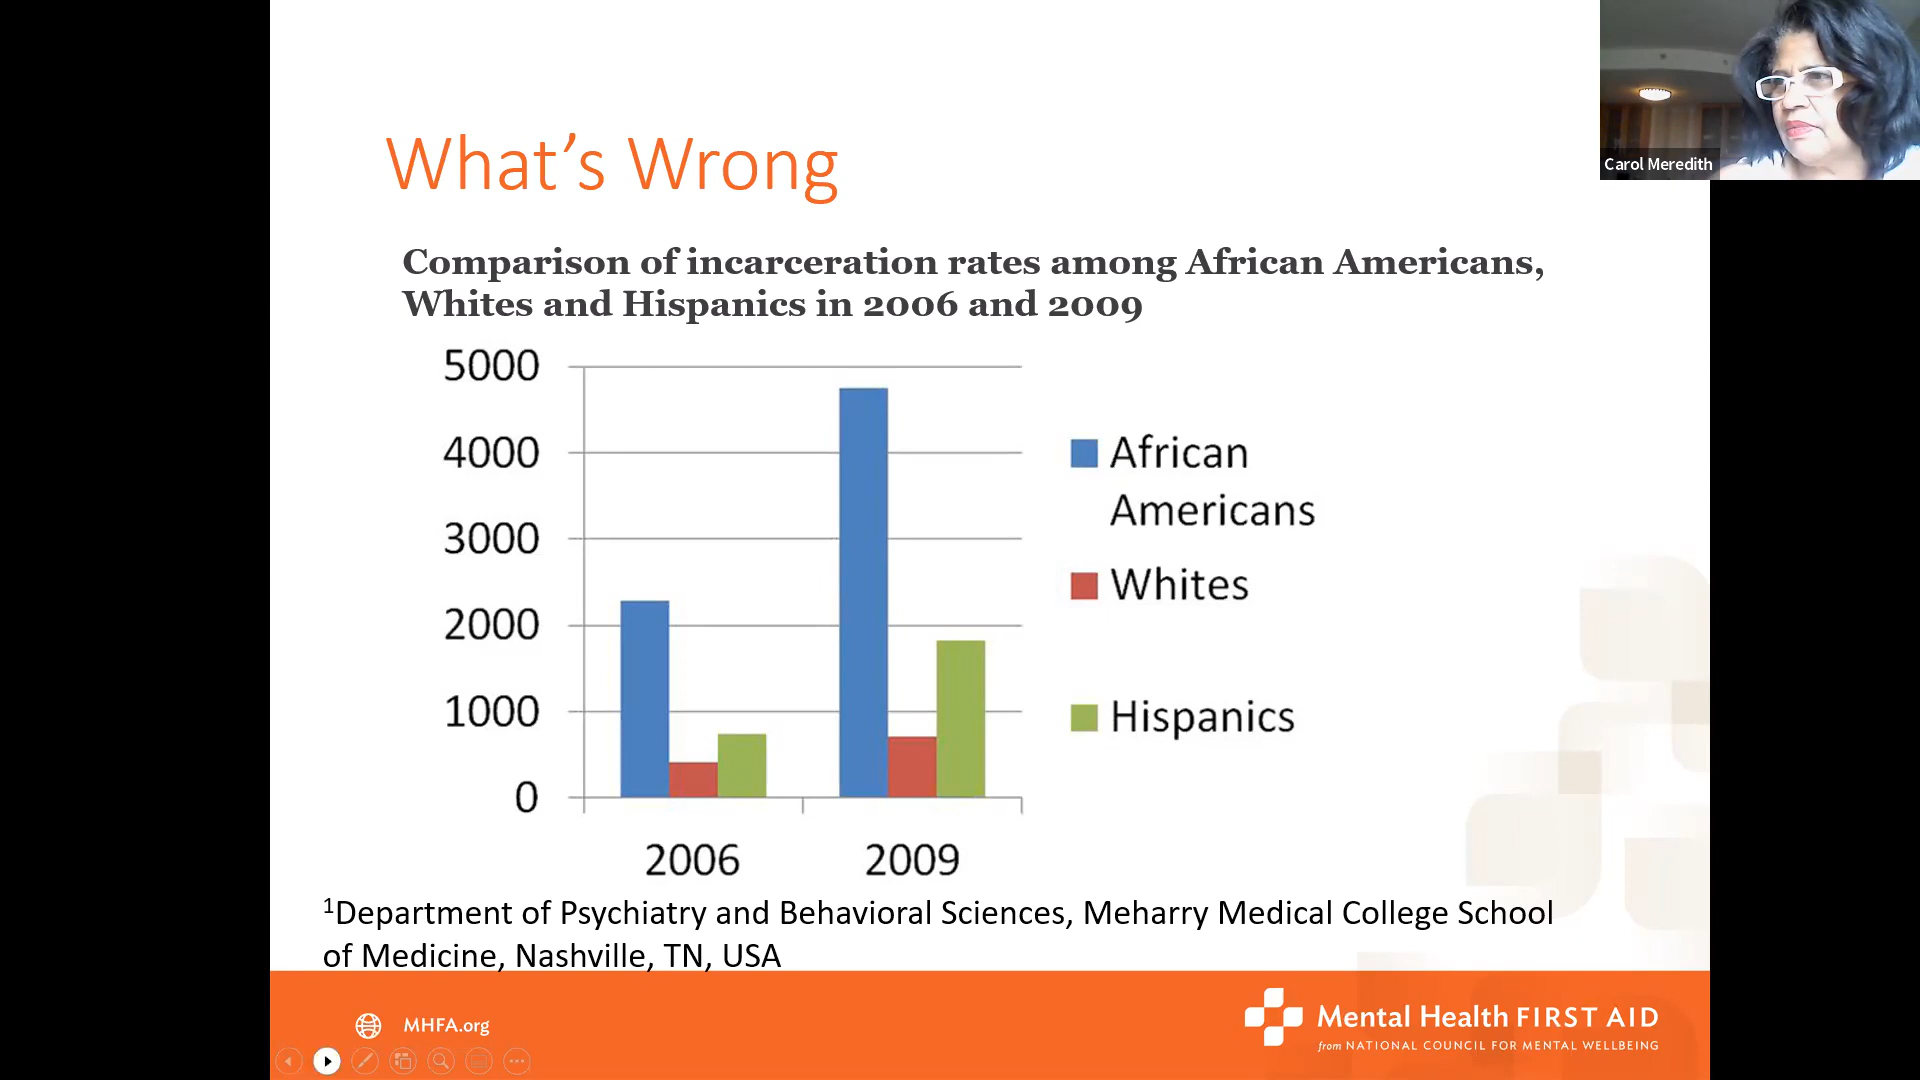 Carol Meredith
What’s Wrong
Comparison of incarceration rates among African Americans,
Whites and Hispanics in 2006 and 2009
5000
4000
3000
2000
1000
0
2006
2009
African
Americans
Whites
Hispanics
¹Department of Psychiatry and Behavioral Sciences, Meharry Medical College School
of Medicine, Nashville, TN, USA
MHFA.org
Mental Health FIRST AID
from NATIONAL COUNCIL FOR MENTAL WELLBEING